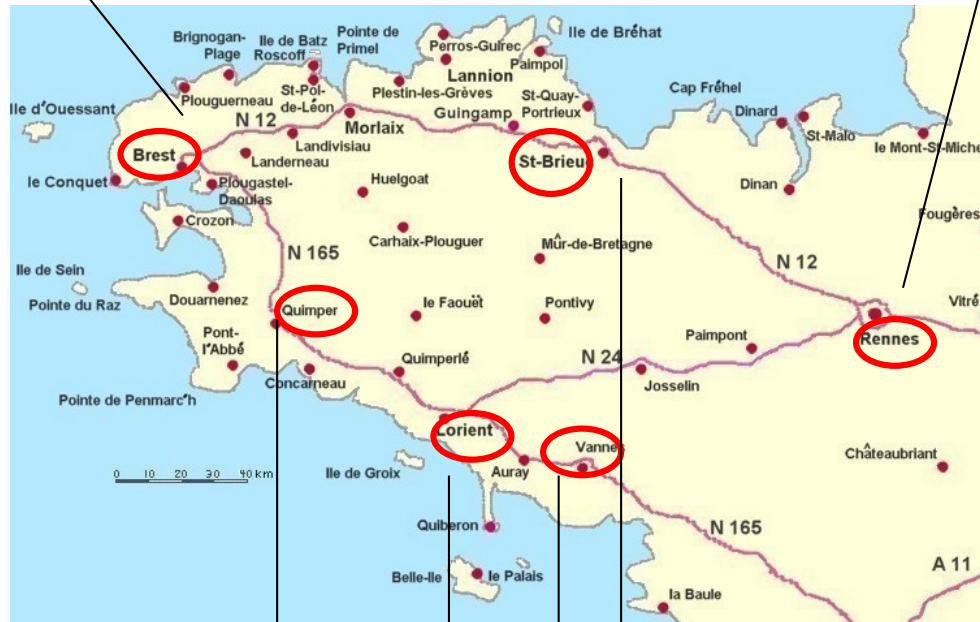 Brignogan-
Plage
Ile de Batz
Roscoff
Pointe de
Primel
Perros-Guirec
Ile de Bréhat
Paimpol
Lannion
Plouguerneau
St-Pol-
de-Léon
Plestin-les-Grèves
St-Quay-
Portrieux
Cap Fréhel
Dinard
St-Malo
Ile d'Ouessant
N 12
Morlaix
Guingamp
le Mont-St-Miche
Brest
Landivisiau
Landerneau
St-Brieu
le Conquet
Plougastel-
Daoulas
Huelgoat
Dinan
Fougères
Crozon
Carhaix-Plouguer
Mûr-de-Bretagne
N 165
N 12
Ile de Sein
Pointe du Raz
Douarnenez
Quimper
le Faouët
Pontivy
Vitré
Pont-
l'Abbé
Paimpont
Rennes
Quimperlé
N 24
Concarneau
Josselin
Pointe de Penmarc'h
Lorient
Vannes
Châteaubriant
0 10 20 30 40 km
Ile de Groix
Auray
Quiberon
N 165
Belle-Ile
le Palais
A 11
la Baule